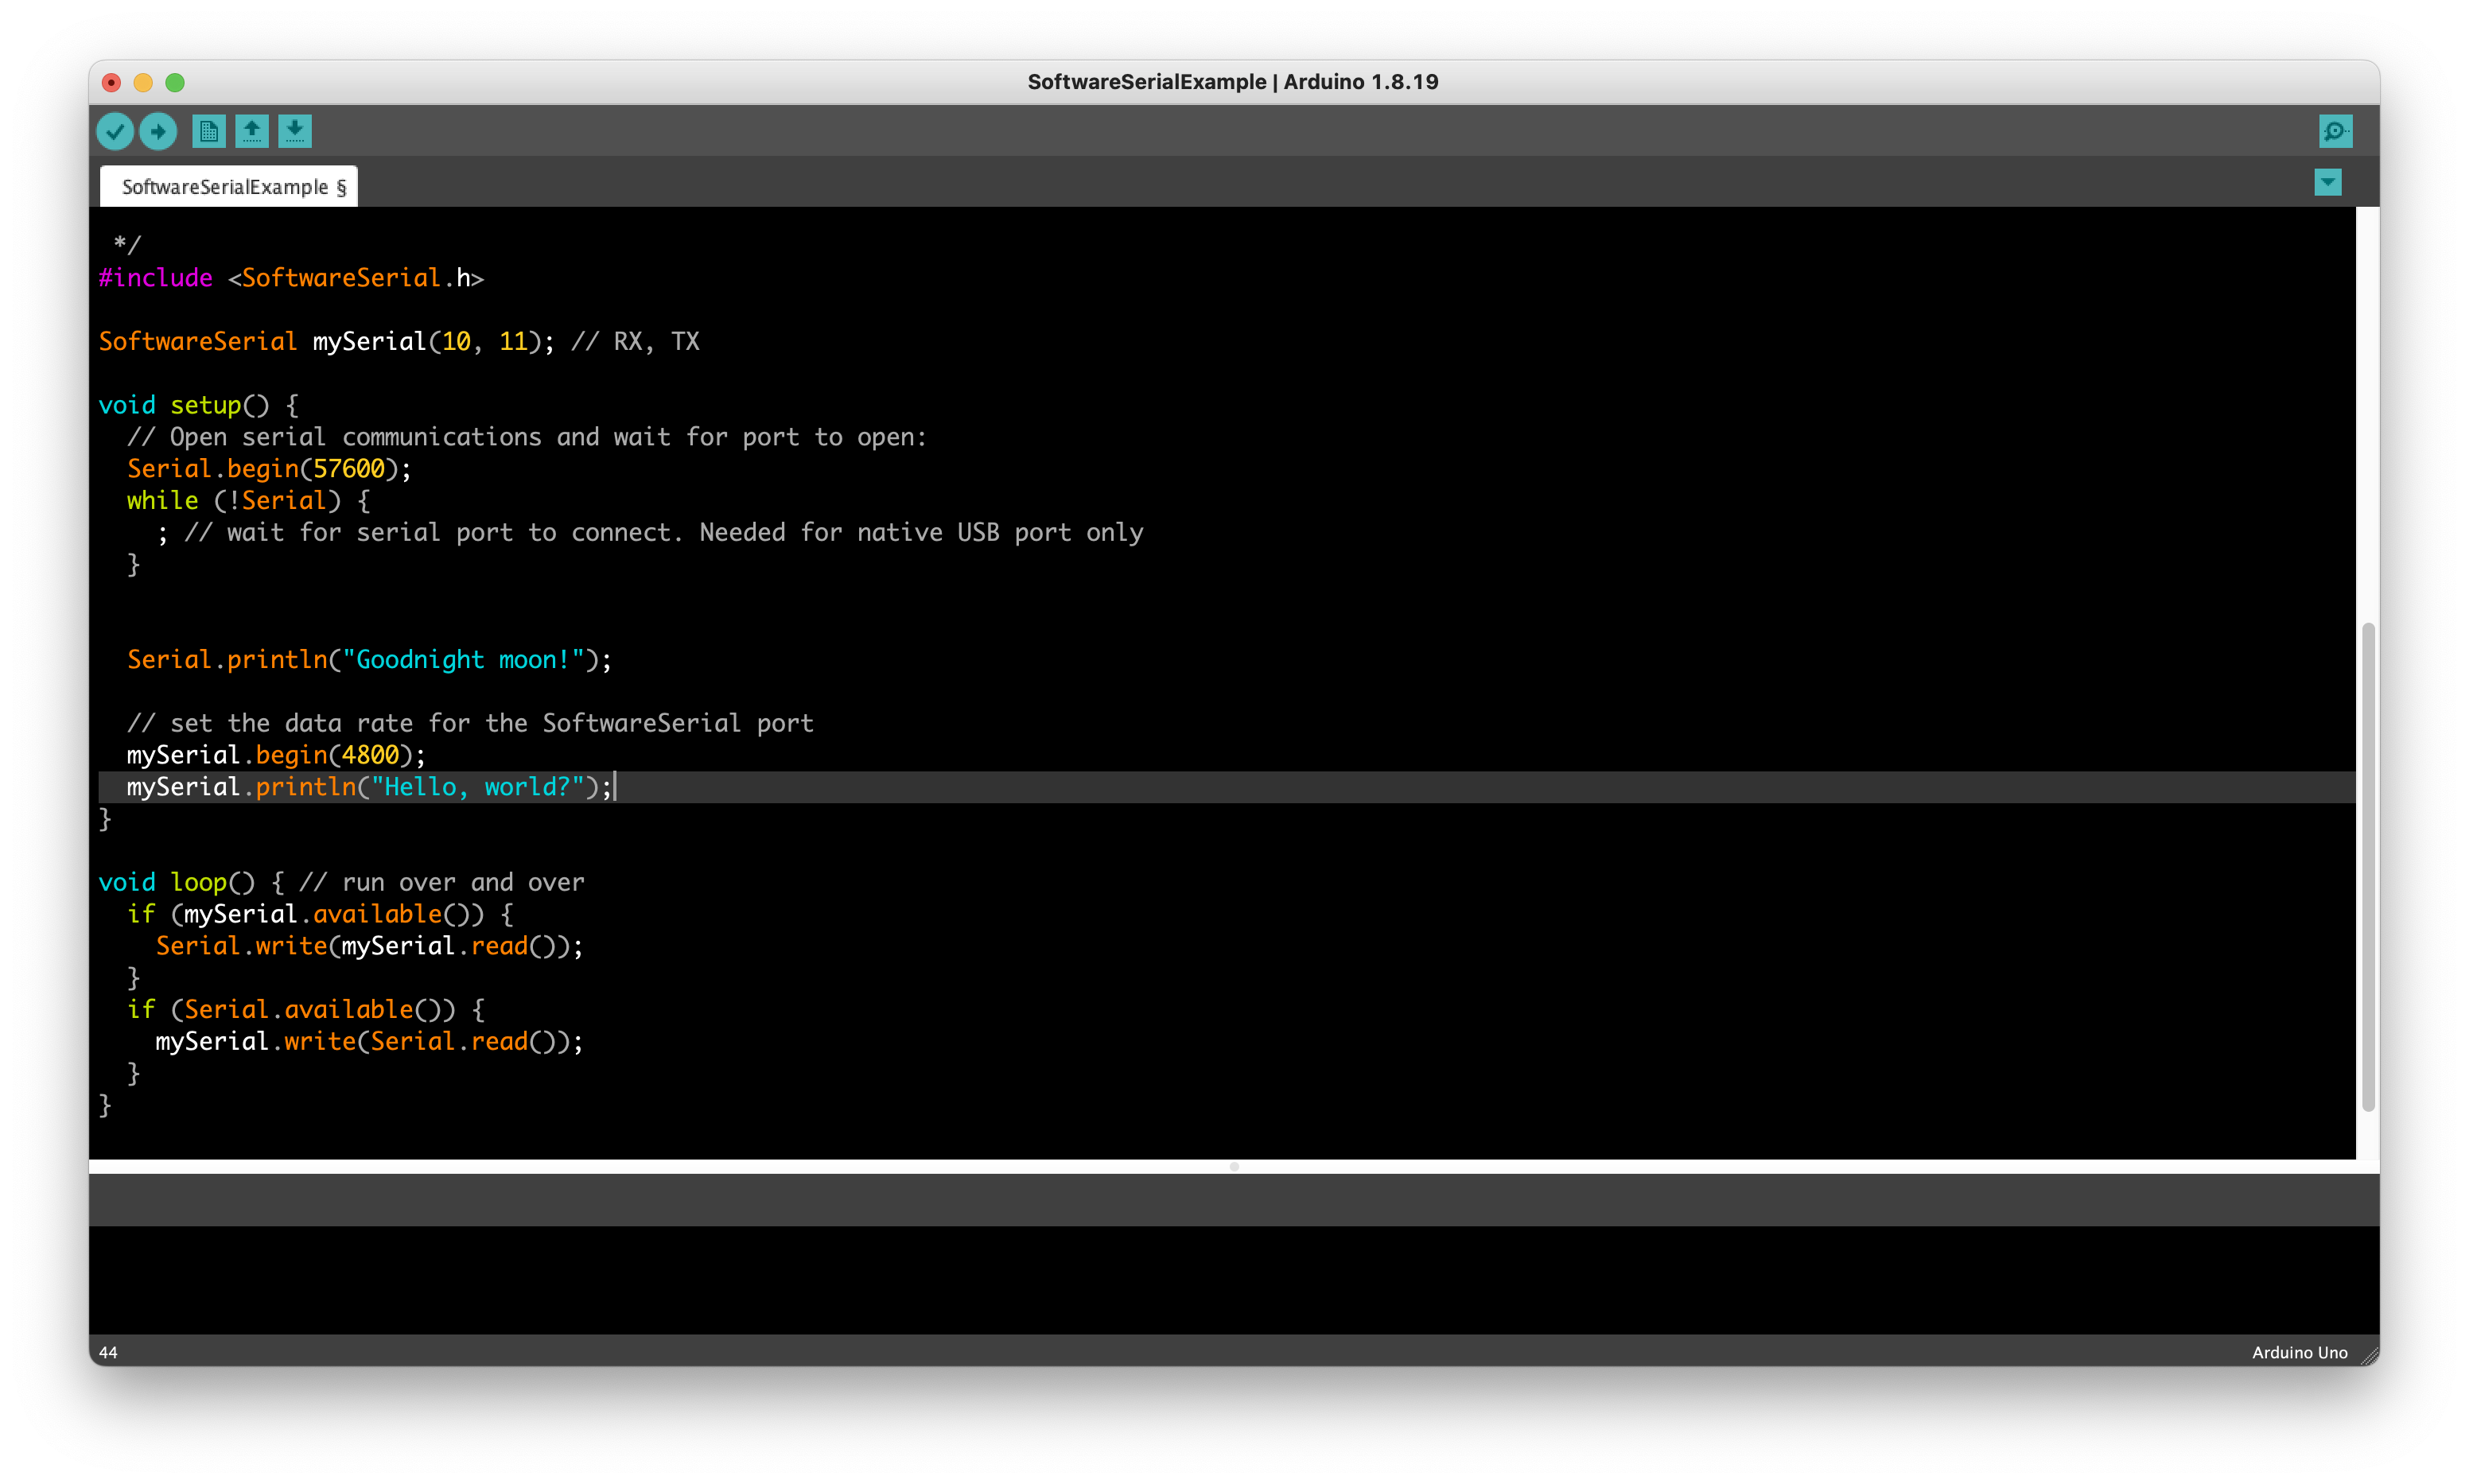 SoftwareSerialExample | Arduino 1.8.19
SoftwareSerialExample §
 */
#include <SoftwareSerial.h>

SoftwareSerial mySerial(10, 11); // RX, TX

void setup() {
  // Open serial communications and wait for port to open:
  Serial.begin(57600);
  while (!Serial) {
    ; // wait for serial port to connect. Needed for native USB port only
  }

  Serial.println("Goodnight moon!");

  // set the data rate for the SoftwareSerial port
  mySerial.begin(4800);
  mySerial.println("Hello, world?");
}

void loop() { // run over and over
  if (mySerial.available()) {
    Serial.write(mySerial.read());
  }
  if (Serial.available()) {
    mySerial.write(Serial.read());
  }
}
44
Arduino Uno